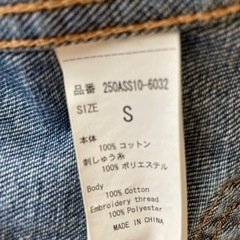 品番 250ASS10-6032
SIZE S
本体
100% コットン
刺しゅう糸
100% ポリエステル
Body
100% Cotton
Embroidery thread
100% Polyester
MADE IN CHINA